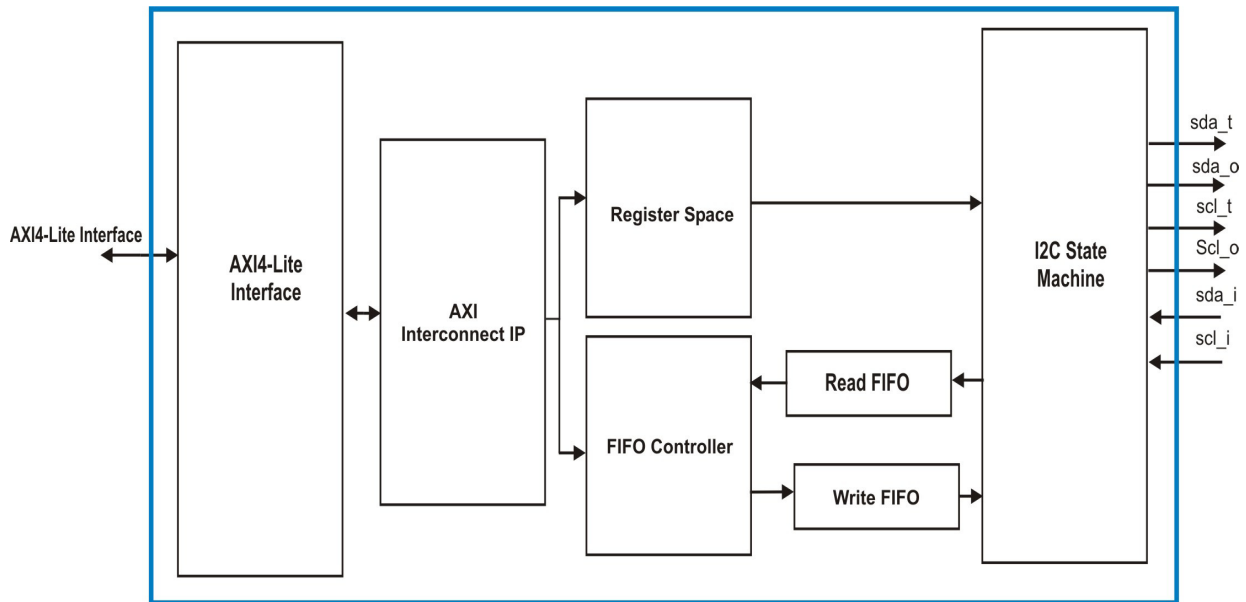 AXI4-Lite Interface
AXI4-Lite
Interface
AXI
Interconnect IP
Register Space
FIFO Controller
Read FIFO
Write FIFO
I2C State
Machine
sda_t
sda_o
scl_t
Scl_o
sda_i
scl_i